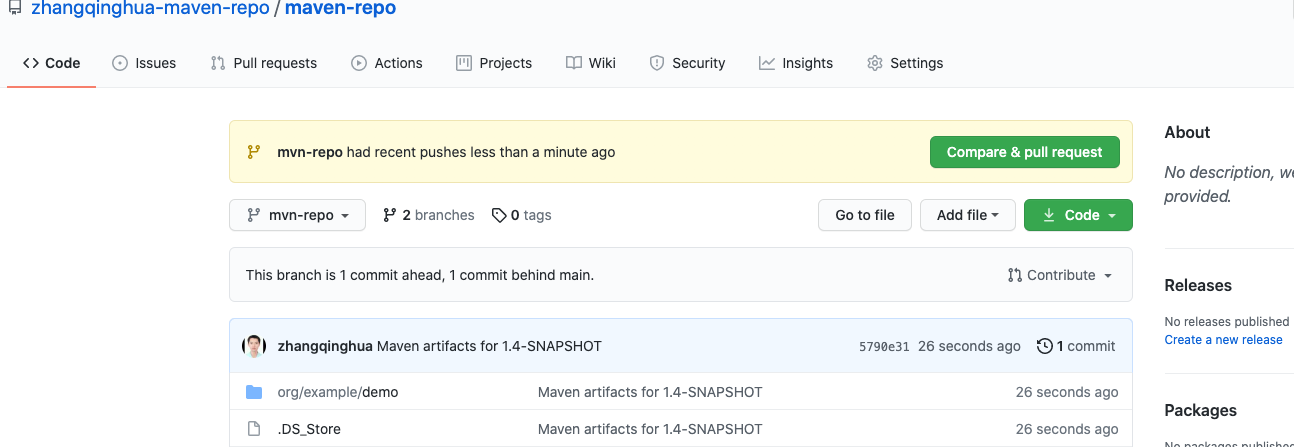 zhangqinghua-maven-repo / maven-repo
Code Issues Pull requests Actions Projects Wiki Security Insights Settings
mvn-repo had recent pushes less than a minute ago Compare & pull request
mvn-repo 2 branches 0 tags Go to file Add file Code
This branch is 1 commit ahead, 1 commit behind main. Contribute
zhangqinghua Maven artifacts for 1.4-SNAPSHOT 5790e31 26 seconds ago 1 commit
org/example/demo Maven artifacts for 1.4-SNAPSHOT 26 seconds ago
.DS_Store Maven artifacts for 1.4-SNAPSHOT 26 seconds ago
About
No description, we
provided.
Releases
No releases published
Create a new release
Packages
No packages published